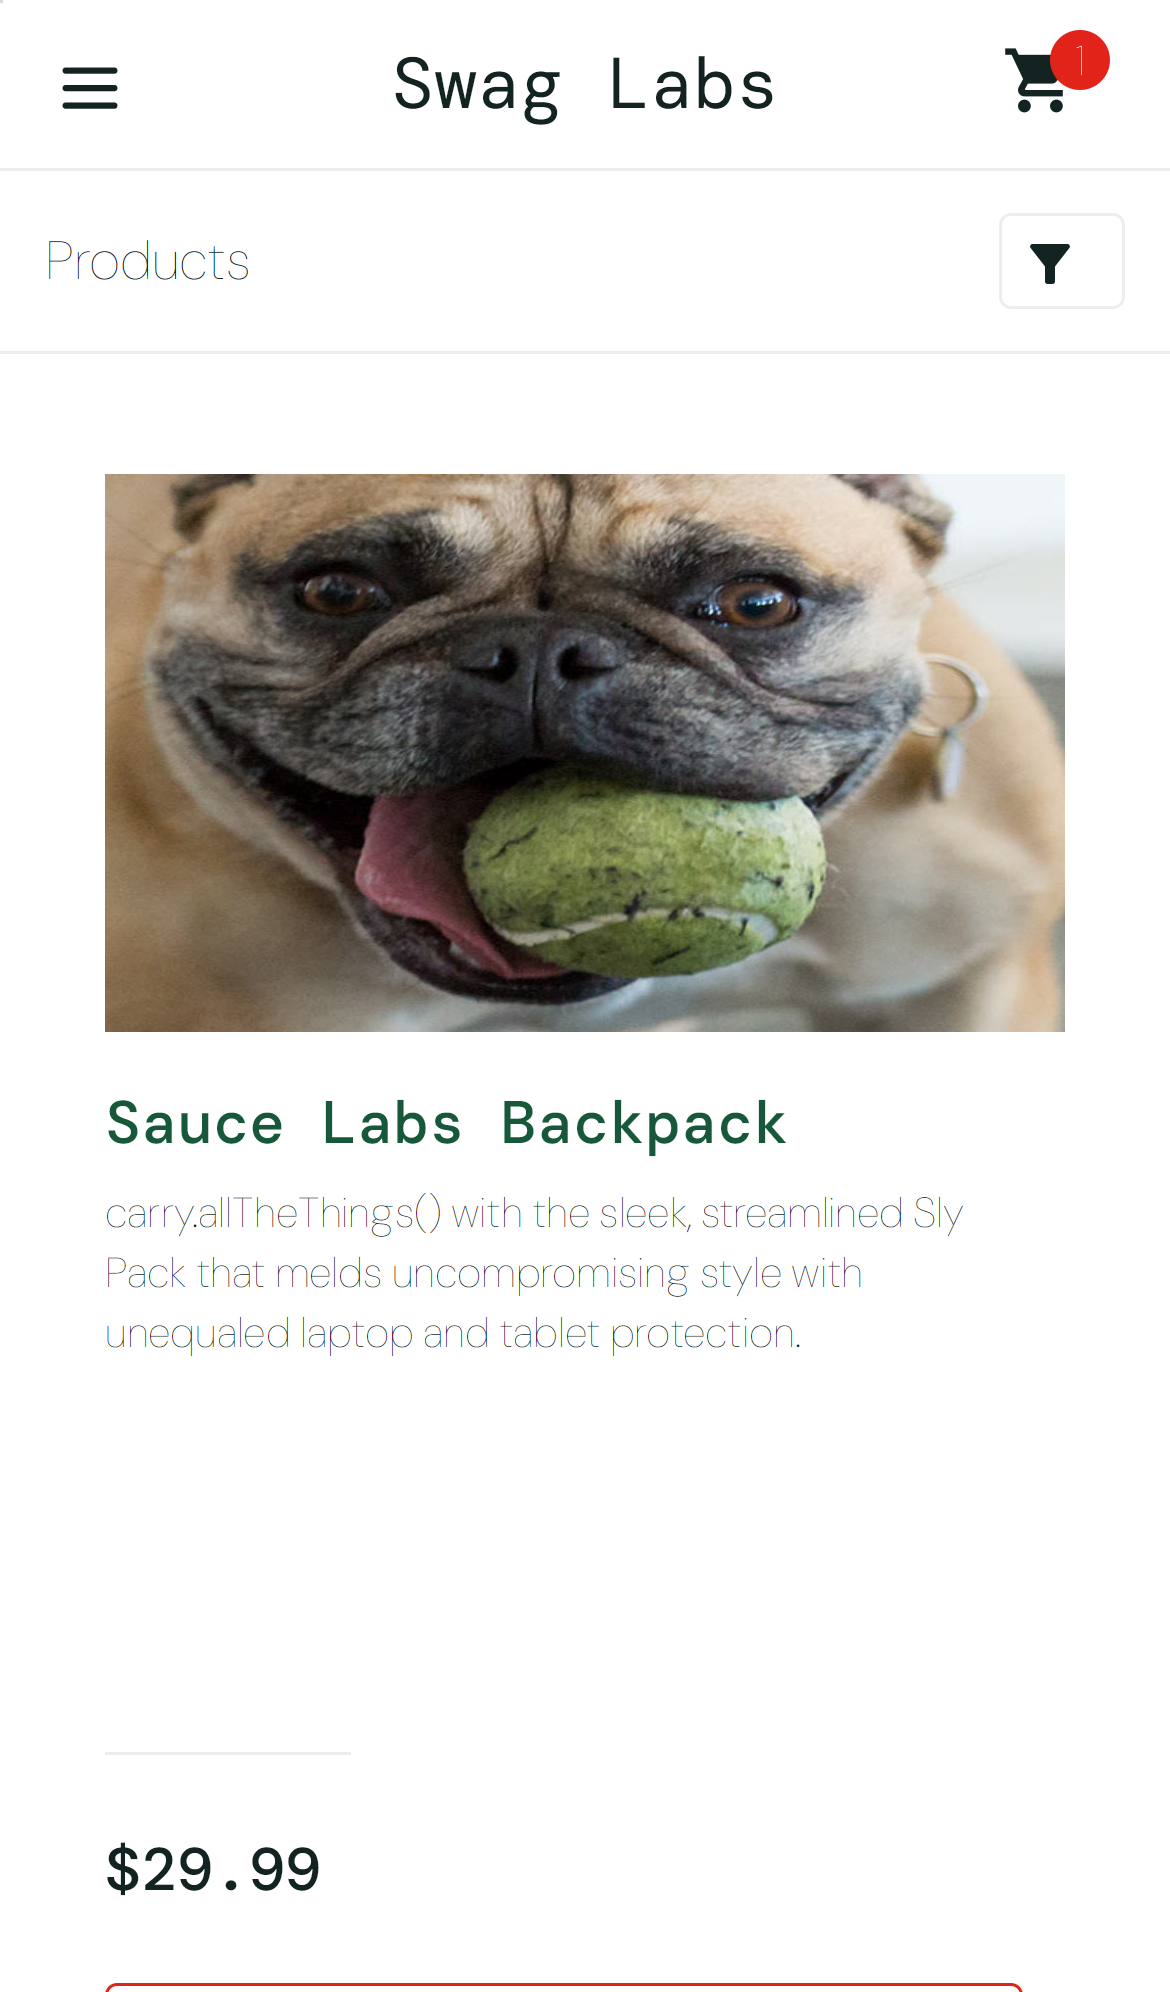 Swag Labs
1
Products
Sauce Labs Backpack
carry.allTheThings() with the sleek, streamlined Sly
Pack that melds uncompromising style with
unequaled laptop and tablet protection.
$29.99